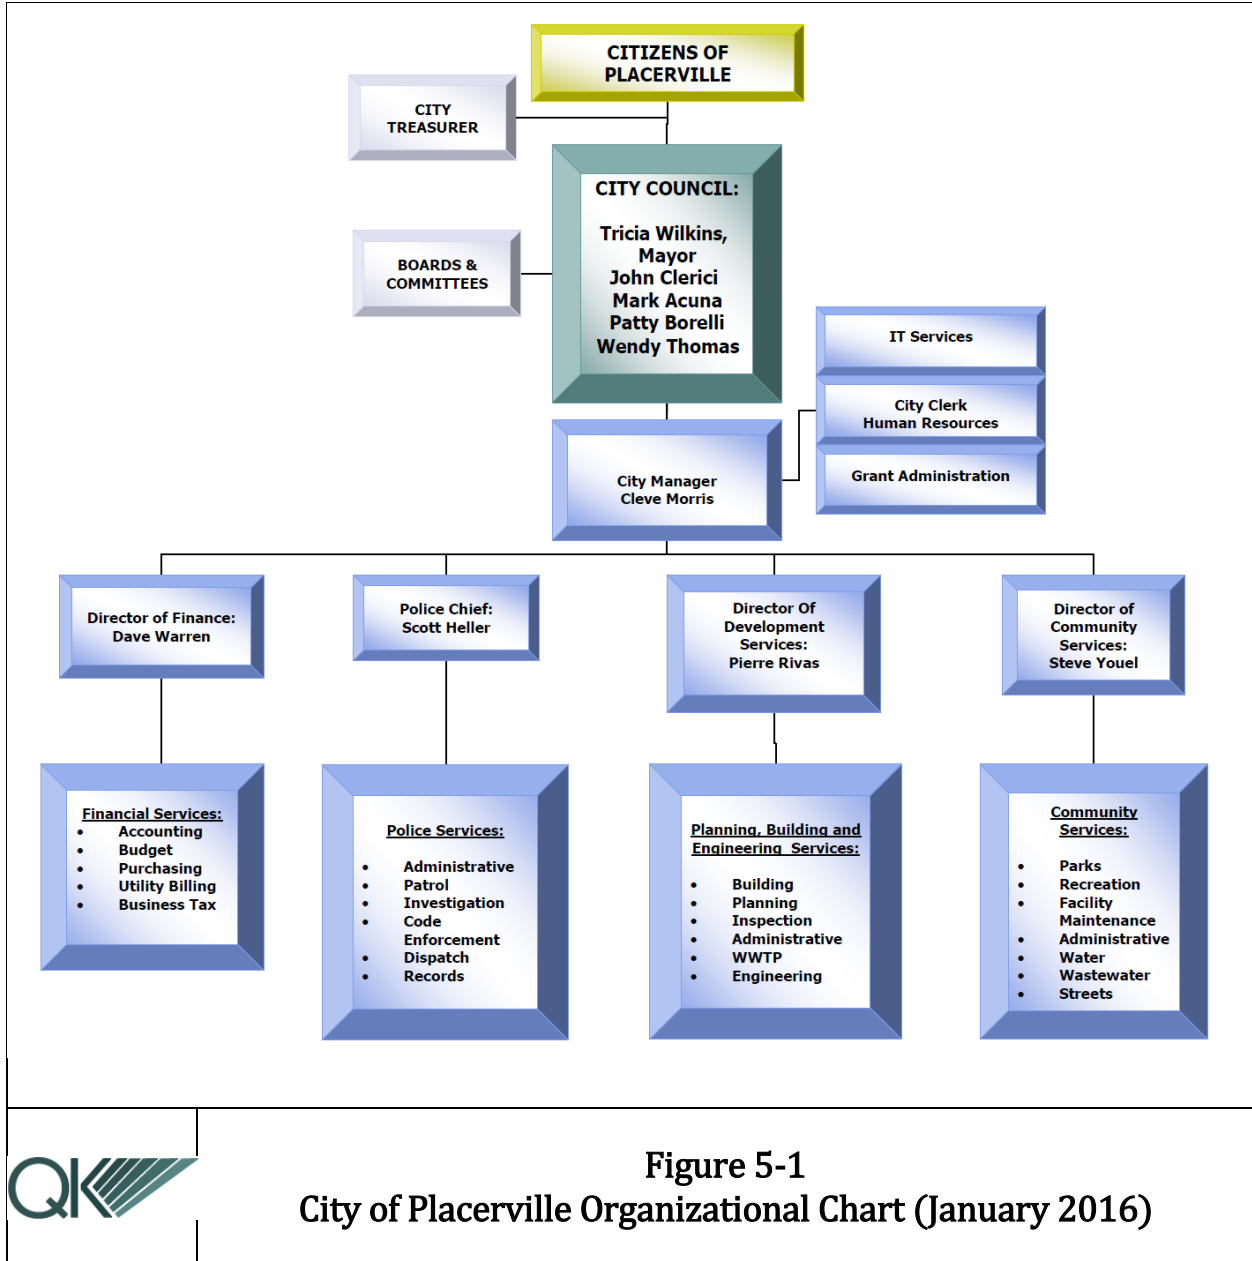 CITIZENS OF
PLACERVILLE
CITY
TREASURER
CITY COUNCIL:
Tricia Wilkins,
Mayor
John Clerici
Mark Acuna
Patty Borelli
Wendy Thomas
BOARDS &
COMMITTEES
IT Services
City Clerk
Human Resources
Grant Administration
City Manager
Cleve Morris
Director of Finance:
Dave Warren
Police Chief:
Scott Heller
Director Of
Development
Services:
Pierre Rivas
Director of
Community
Services:
Steve Youel
Financial Services:
• Accounting
• Budget
• Purchasing
• Utility Billing
• Business Tax
Police Services:
• Administrative
• Patrol
• Investigation
• Code
Enforcement
• Dispatch
• Records
Planning, Building and
Engineering Services:
• Building
• Planning
• Inspection
• Administrative
• WWTP
• Engineering
Community
Services:
• Parks
• Recreation
• Facility
Maintenance
• Administrative
• Water
• Wastewater
• Streets
QK
Figure 5-1
City of Placerville Organizational Chart (January 2016)